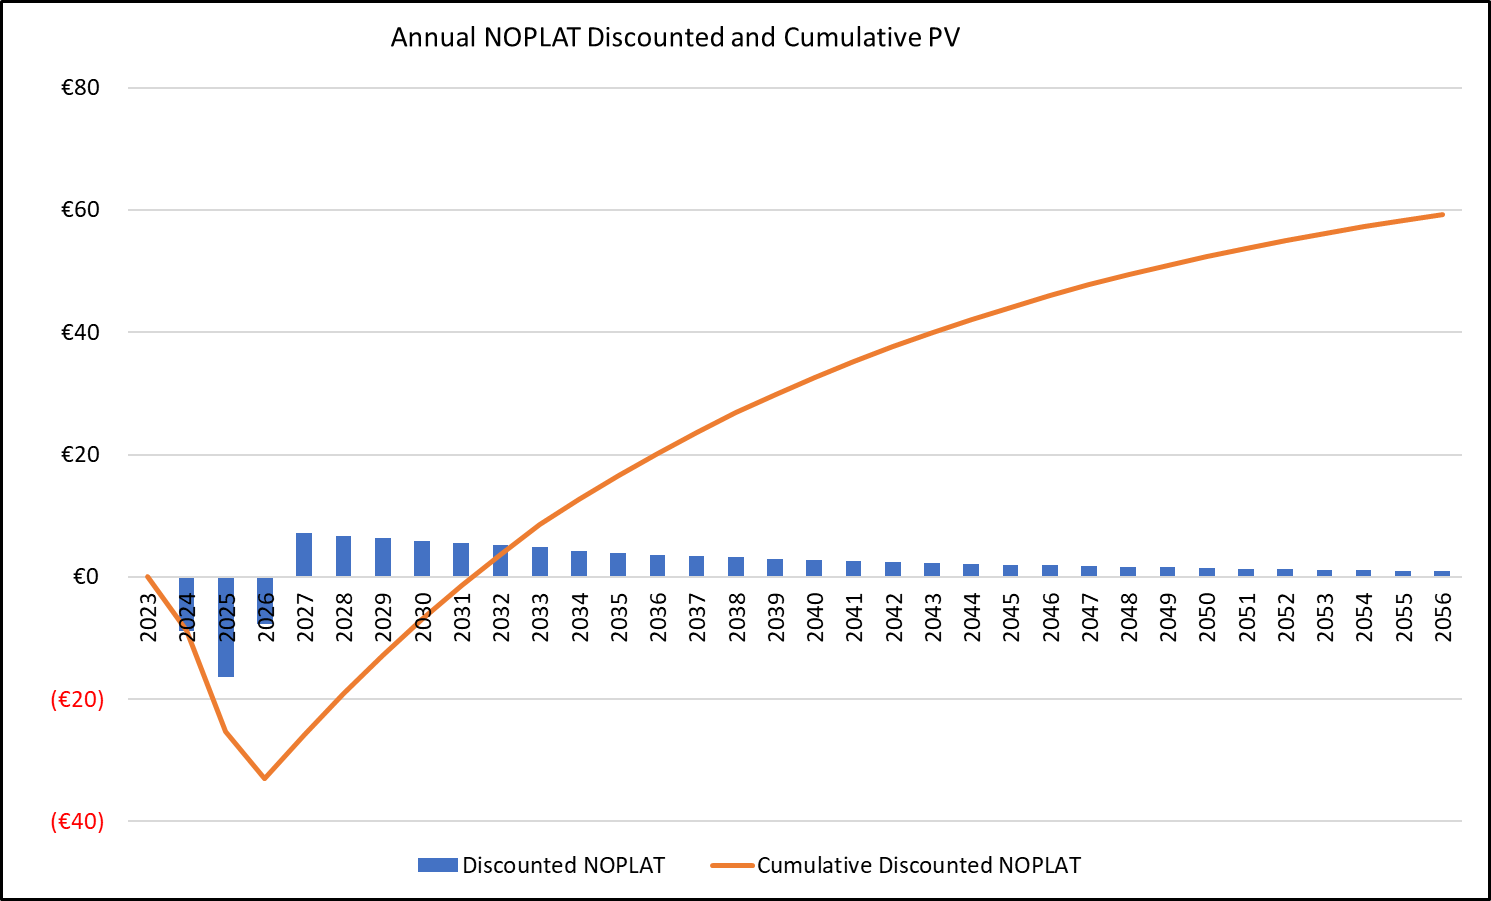 Annual NOPLAT Discounted and Cumulative PV
€80
€60
€40
€20
€0
(€20)
(€40)
2023 2024 2025 2026 2027 2028 2029 2030 2031 2032 2033 2034 2035 2036 2037 2038 2039 2040 2041 2042 2043 2044 2045 2046 2047 2048 2049 2050 2051 2052 2053 2054 2055 2056
Discounted NOPLAT Cumulative Discounted NOPLAT